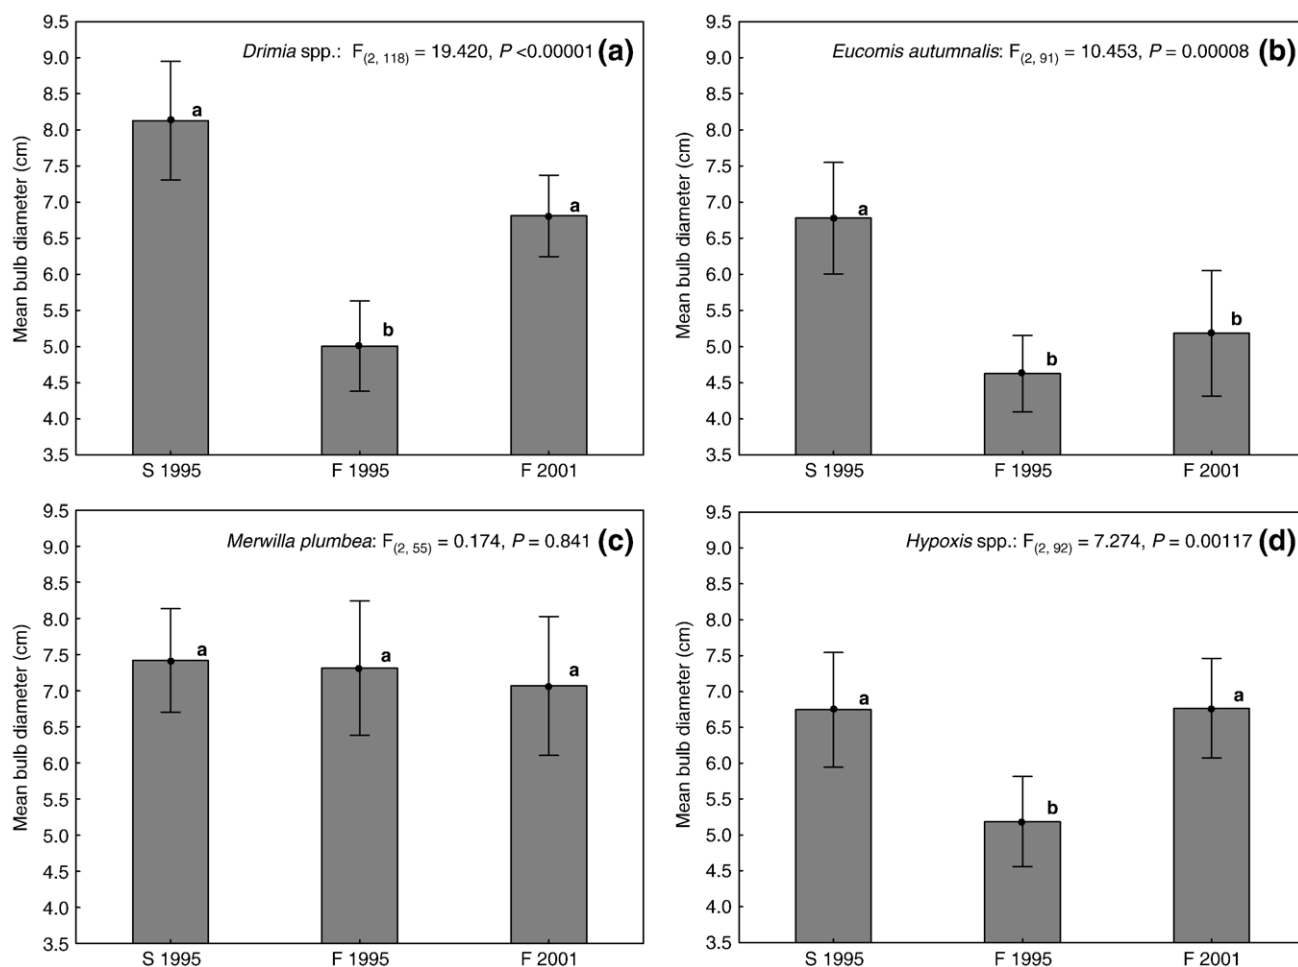 Drimia spp.: F(2, 118) = 19.420, P <0.00001 (a)
Mean bulb diameter (cm)
9.5
9.0
8.5
8.0
7.5
7.0
6.5
6.0
5.5
5.0
4.5
4.0
3.5
a
b
a
S 1995 F 1995 F 2001
Eucomis autumnalis: F(2, 91) = 10.453, P = 0.00008 (b)
Mean bulb diameter (cm)
9.5
9.0
8.5
8.0
7.5
7.0
6.5
6.0
5.5
5.0
4.5
4.0
3.5
a
b
b
S 1995 F 1995 F 2001
Merwilla plumbea: F(2, 55) = 0.174, P = 0.841 (c)
Mean bulb diameter (cm)
9.5
9.0
8.5
8.0
7.5
7.0
6.5
6.0
5.5
5.0
4.5
4.0
3.5
a
a
a
S 1995 F 1995 F 2001
Hypoxis spp.: F(2, 92) = 7.274, P = 0.00117 (d)
Mean bulb diameter (cm)
9.5
9.0
8.5
8.0
7.5
7.0
6.5
6.0
5.5
5.0
4.5
4.0
3.5
a
b
a
S 1995 F 1995 F 2001